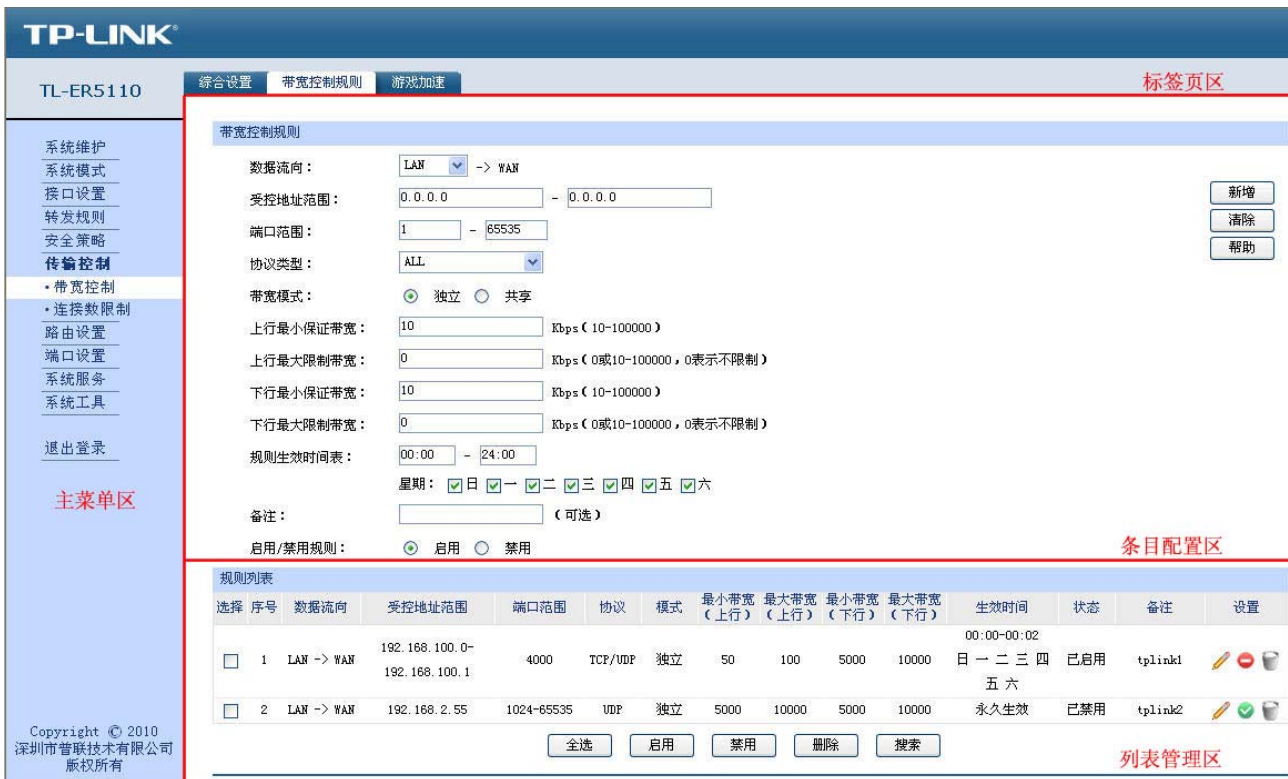 TP-LINK®
TL-ER5110
综合设置 带宽控制规则 游戏加速
标签页区
系统维护
系统模式
接口设置
转发规则
安全策略
传输控制
·带宽控制
·连接数限制
路由设置
端口设置
系统服务
系统工具
退出登录
主菜单区
Copyright © 2010
深圳市普联技术有限公司
版权所有
带宽控制规则
数据流向： LAN -> WAN
受控地址范围： 0.0.0.0 - 0.0.0.0
端口范围： 1 - 65535
协议类型： ALL
带宽模式： 独立 共享
上行最小保证带宽： 10 Kbps（10-100000）
上行最大限制带宽： 0 Kbps（0或10-100000，0表示不限制）
下行最小保证带宽： 10 Kbps（10-100000）
下行最大限制带宽： 0 Kbps（0或10-100000，0表示不限制）
规则生效时间表： 00:00 - 24:00
星期： 日 一 二 三 四 五 六
备注： （可选）
启用/禁用规则： 启用 禁用
新增
清除
帮助
条目配置区
规则列表
选择 序号 数据流向 受控地址范围 端口范围 协议 模式 最小带宽（上行） 最大带宽（上行） 最小带宽（下行） 最大带宽（下行） 生效时间 状态 备注 设置
1 LAN -> WAN 192.168.100.0-192.168.100.1 4000 TCP/UDP 独立 50 100 5000 10000 00:00-00:02 日 一 二 三 四 五 六 已启用 tplink1
2 LAN -> WAN 192.168.2.55 1024-65535 UDP 独立 5000 10000 5000 10000 永久生效 已禁用 tplink2
全选 启用 禁用 删除 搜索
列表管理区